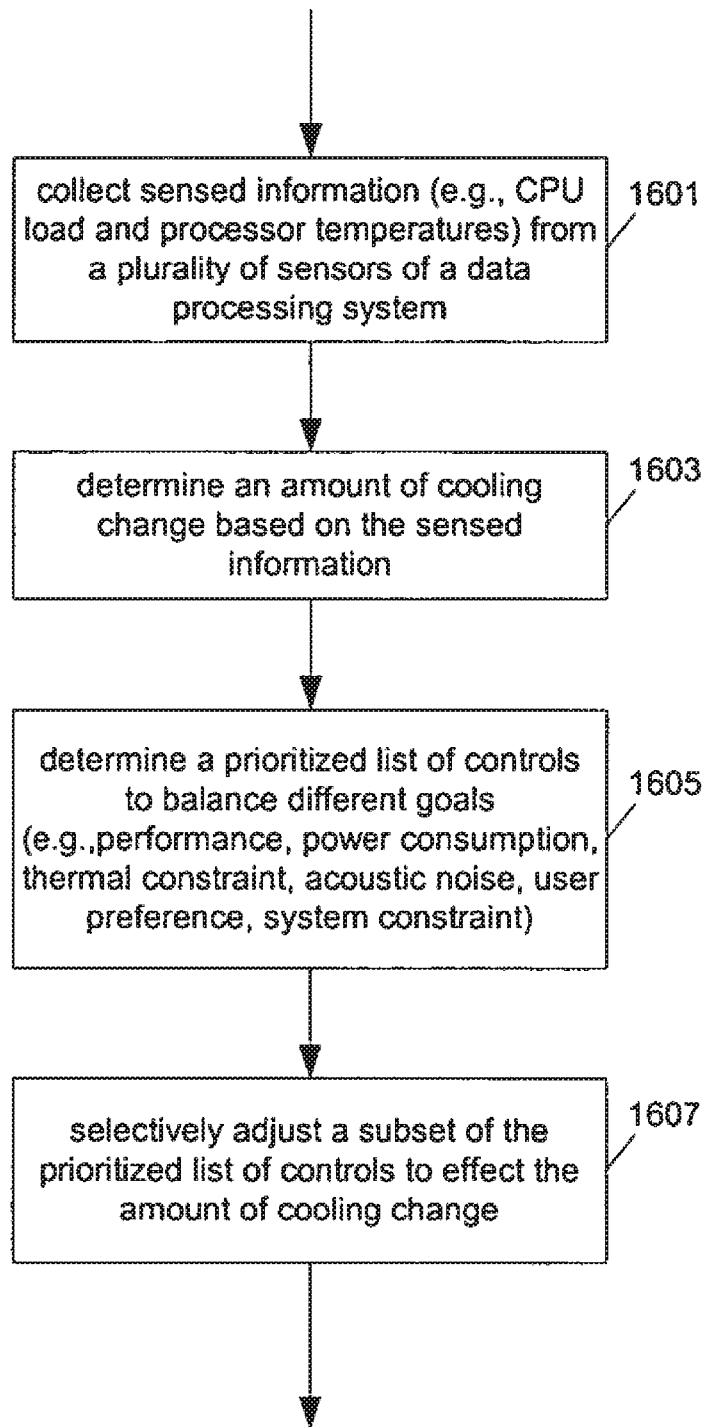 collect sensed information (e.g., CPU
load and processor temperatures) from
a plurality of sensors of a data
processing system
1601
determine an amount of cooling
change based on the sensed
information
1603
determine a prioritized list of controls
to balance different goals
(e.g.,performance, power consumption,
thermal constraint, acoustic noise, user
preference, system constraint)
1605
selectively adjust a subset of the
prioritized list of controls to effect the
amount of cooling change
1607